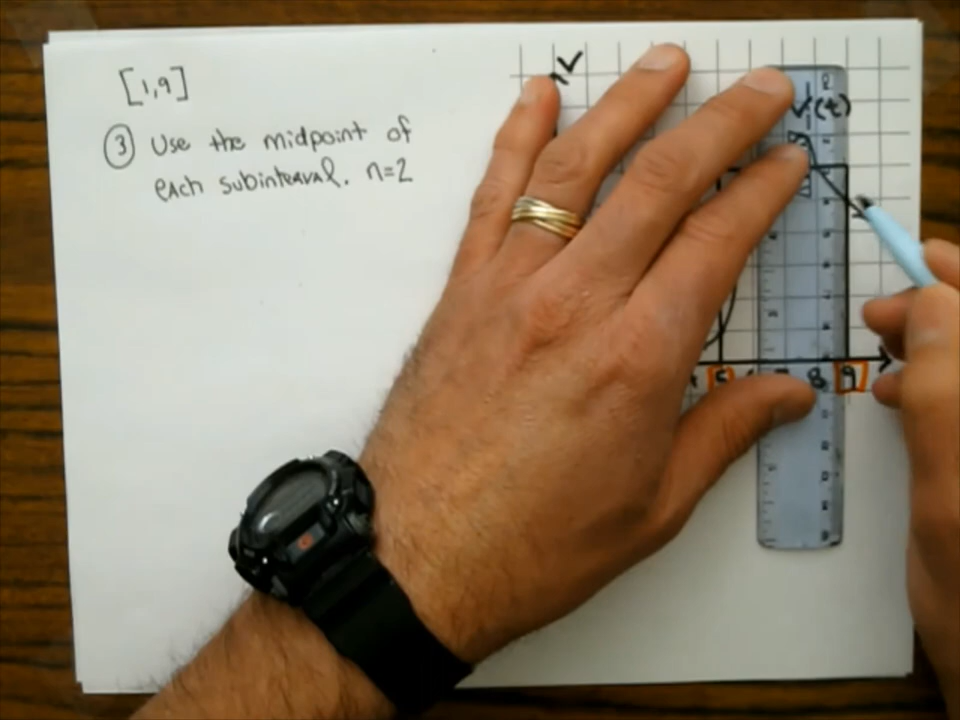 [1,9]
③ Use the midpoint of
each subinterval. n=2
V
V(t)
5
8 9